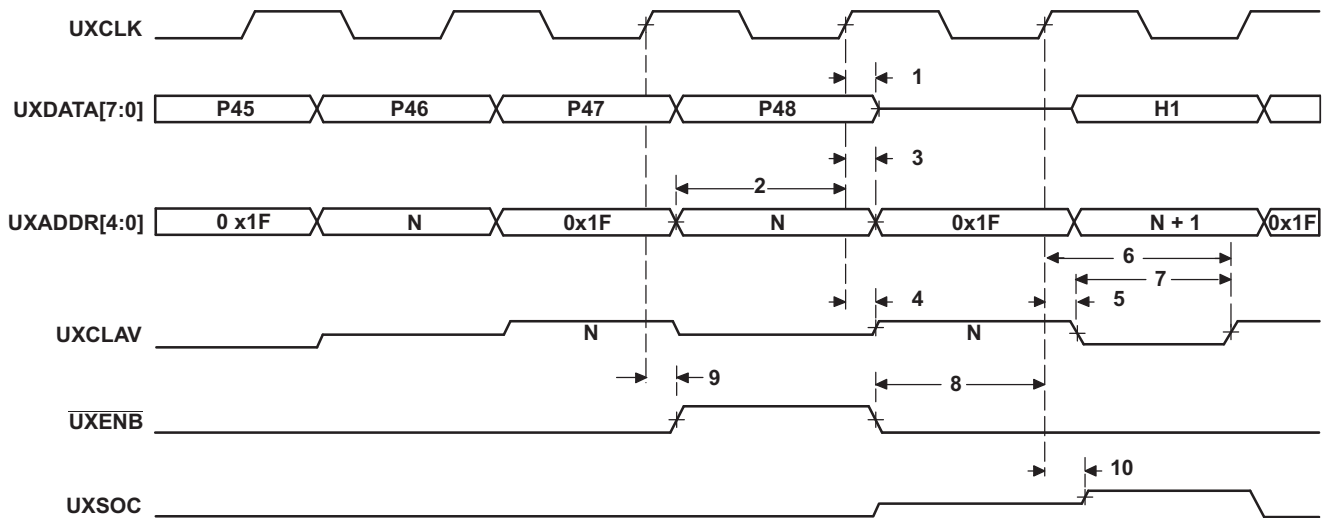 UXCLK
1
UXDATA[7:0] P45 P46 P47 P48 H1
3
2
UXADDR[4:0] 0 x1F N 0x1F N 0x1F N + 1 0x1F
6
7
4 5
UXCLAV N N
9 8
UXENB
10
UXSOC